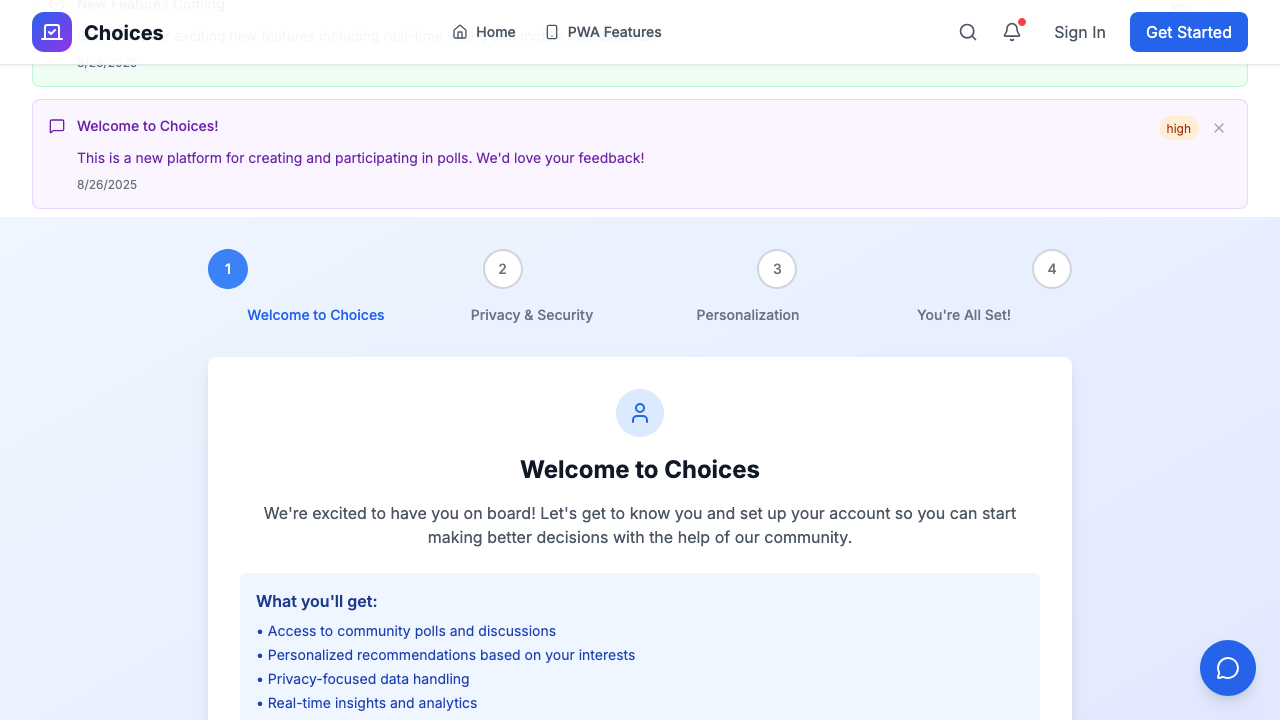 New Features Coming
low
Choices
Home
PWA Features
Sign In
Get Started
exciting new features including real-time
8/26/2025
Welcome to Choices!
high
This is a new platform for creating and participating in polls. We'd love your feedback!
8/26/2025
1
2
3
4
Welcome to Choices
Privacy & Security
Personalization
You're All Set!
Welcome to Choices
We're excited to have you on board! Let's get to know you and set up your account so you can start
making better decisions with the help of our community.
What you'll get:
• Access to community polls and discussions
• Personalized recommendations based on your interests
• Privacy-focused data handling
• Real-time insights and analytics